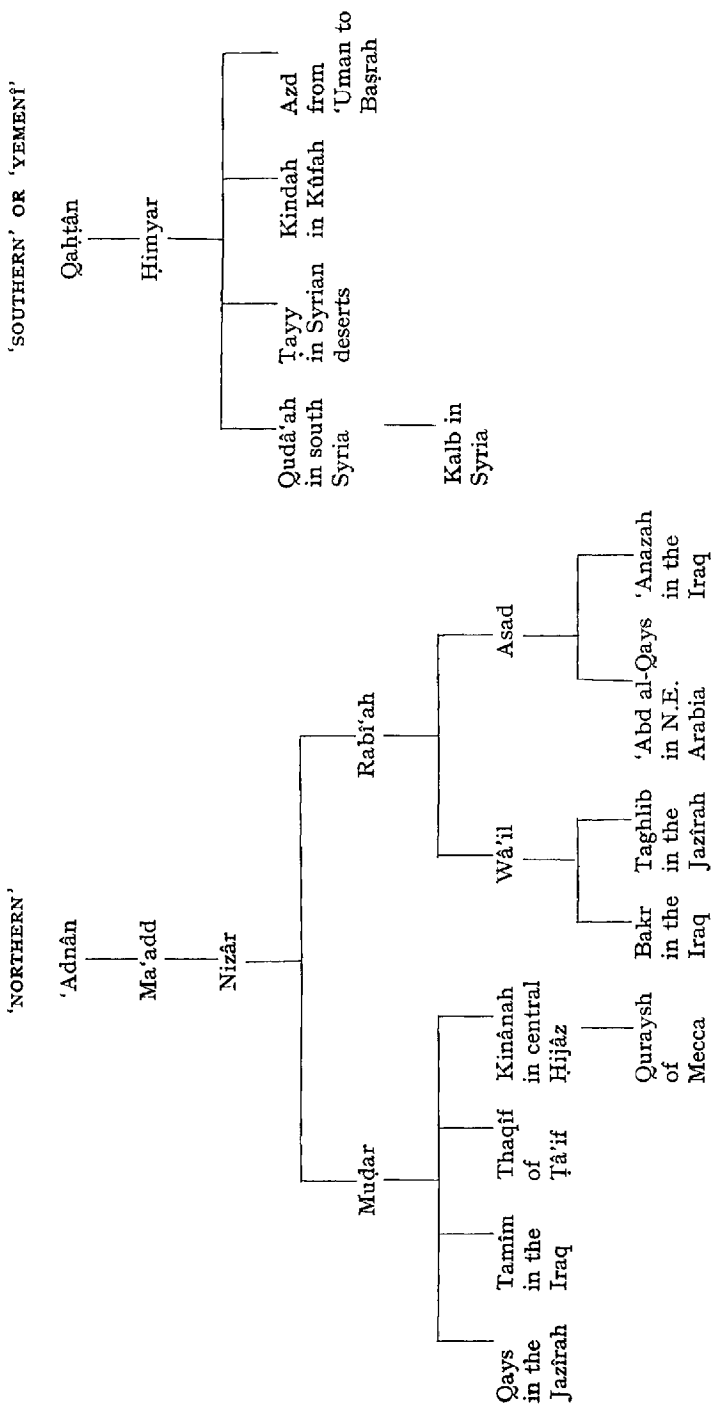 'NORTHERN'
‘Adnân
Ma‘add
Nizâr
Muḍar
Rabî‘ah
Qays
in the
Jazîrah
Tamîm
in the
Iraq
Thaqîf
of
Ṭâ’if
Kinânah
in central
Ḥijâz
Quraysh
of
Mecca
Wâ’il
Asad
Bakr
in the
Iraq
Taghlib
in the
Jazîrah
‘Abd al-Qays
in N.E.
Arabia
‘Anazah
in the
Iraq
'SOUTHERN' OR 'YEMENÎ'
Qaḥṭân
Ḥimyar
Quḍâ‘ah
in south
Syria
Kalb in
Syria
Ṭayy
in Syrian
deserts
Kindah
in Kûfah
Azd
from
‘Uman to
Baṣrah